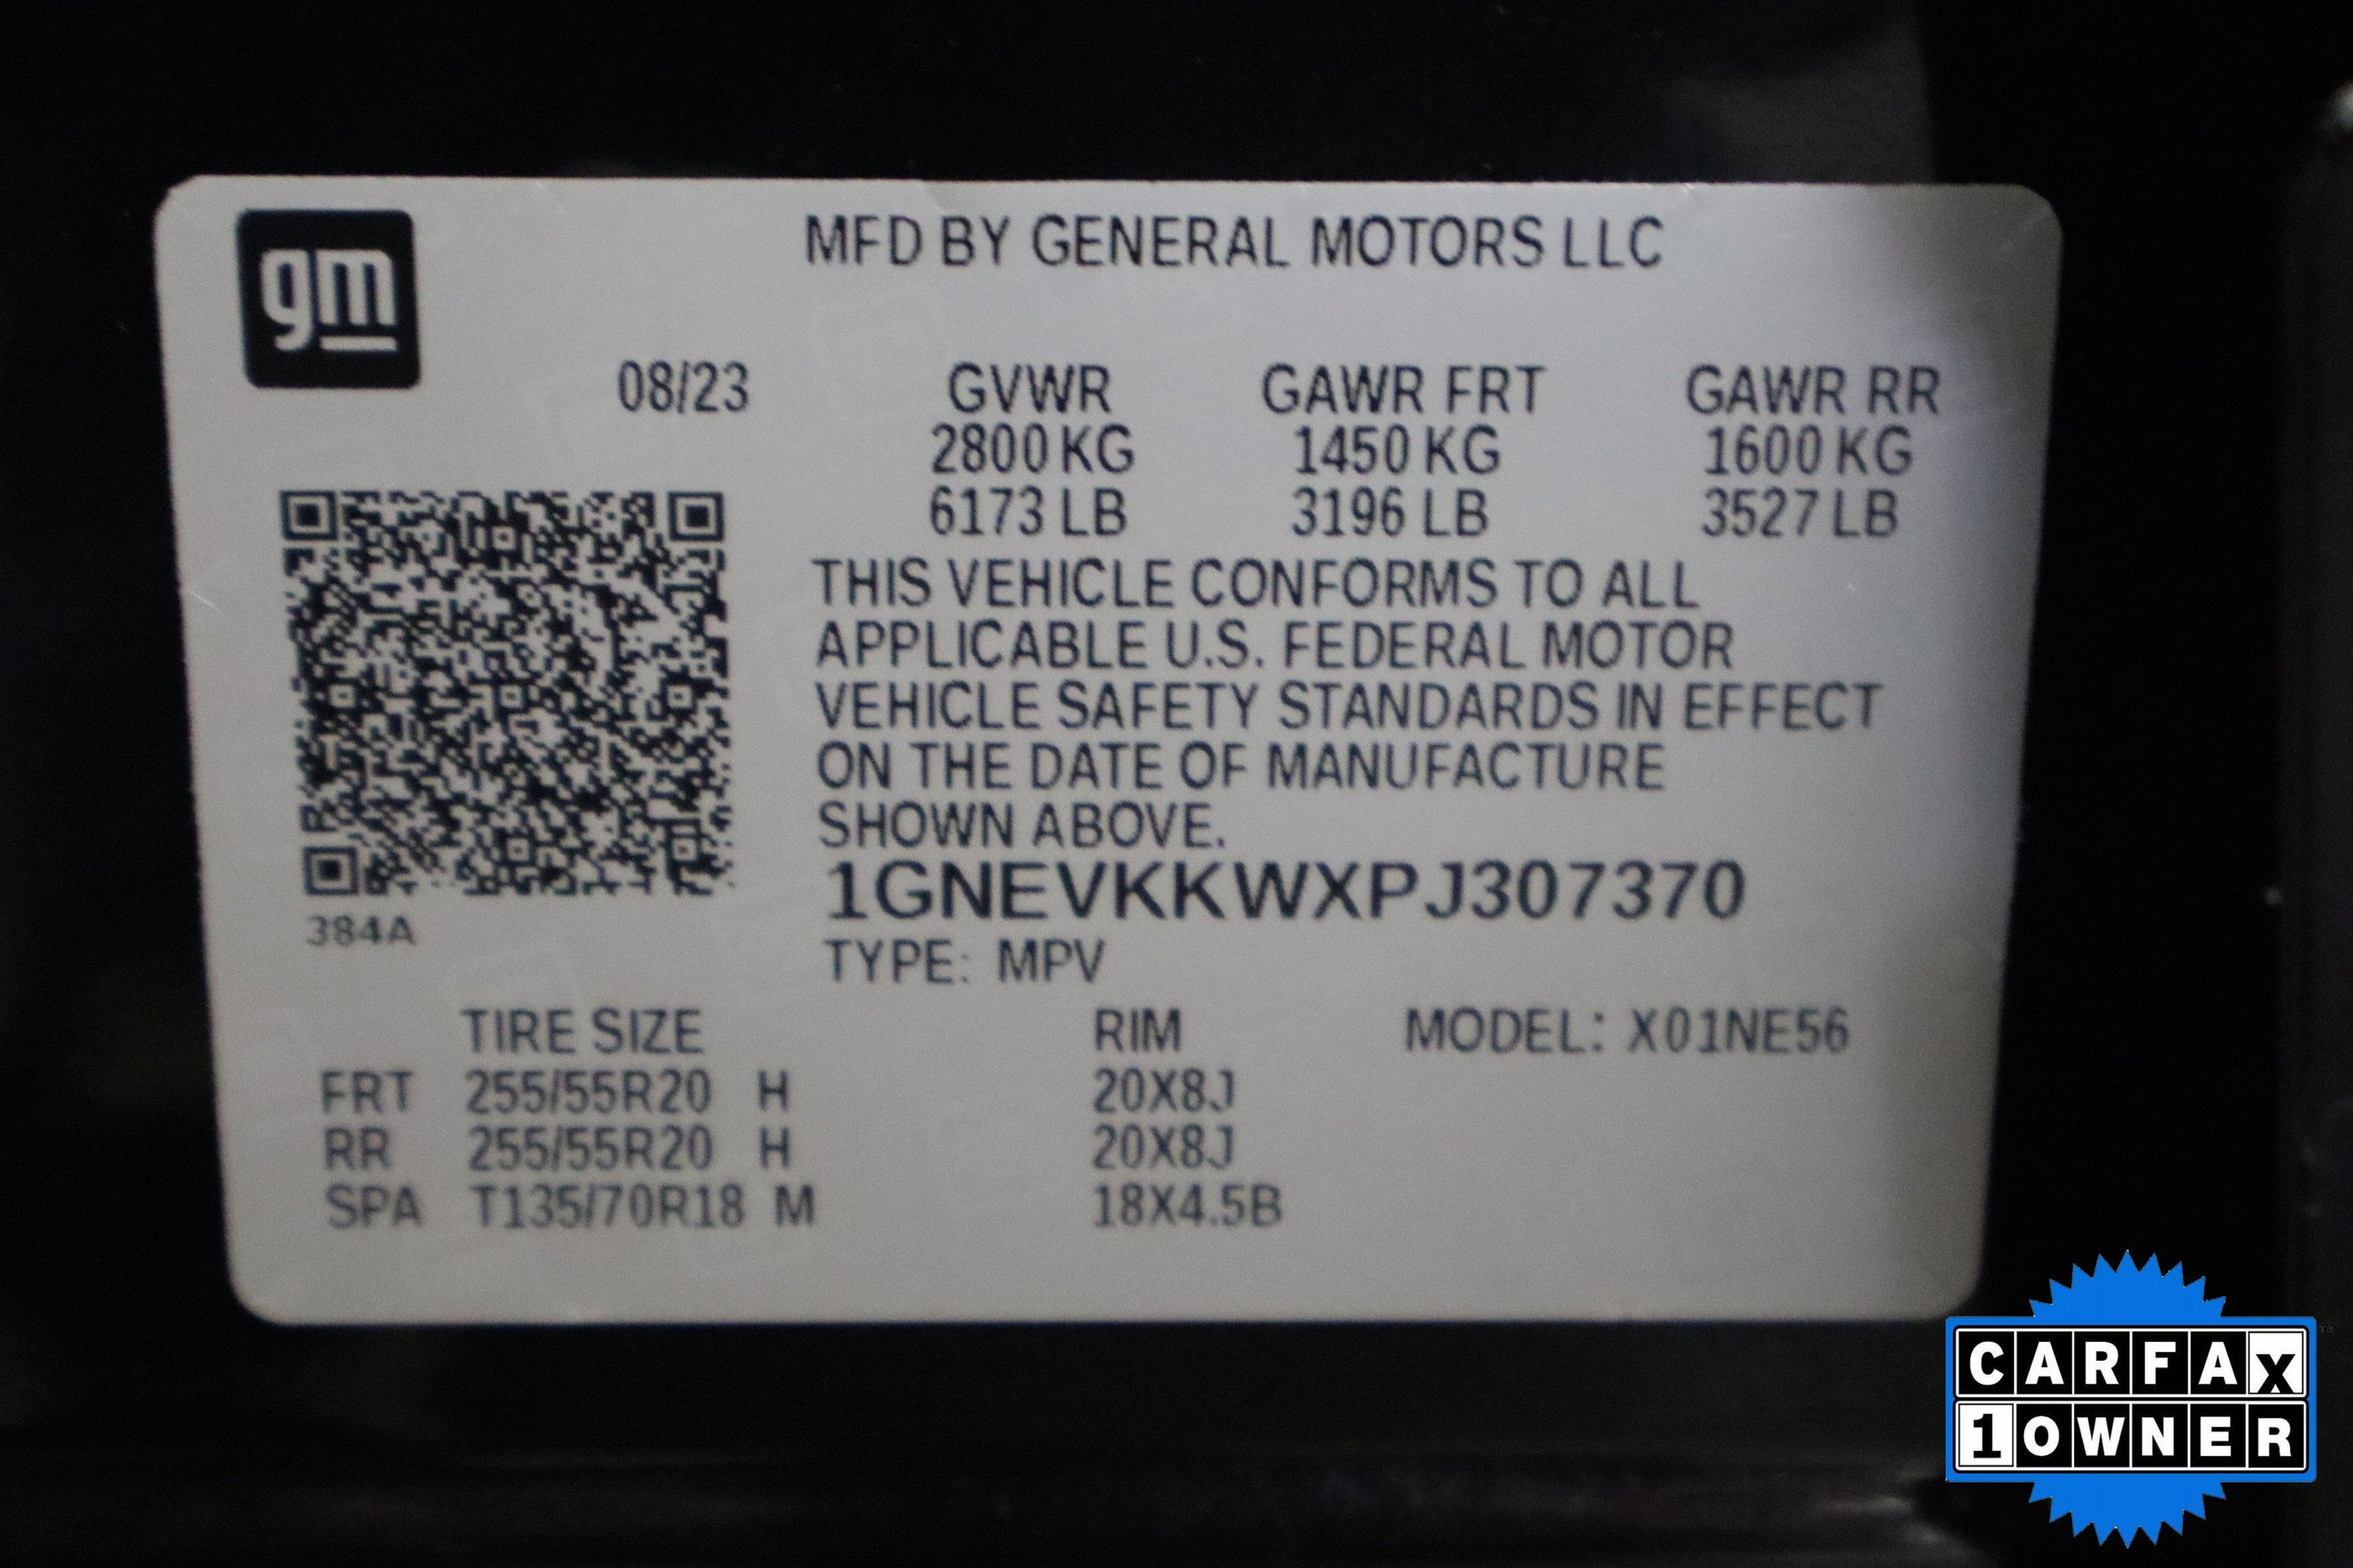 gm
MFD BY GENERAL MOTORS LLC
08/23 GVWR GAWR FRT GAWR RR
2800 KG 1450 KG 1600 KG
6173 LB 3196 LB 3527 LB
THIS VEHICLE CONFORMS TO ALL
APPLICABLE U.S. FEDERAL MOTOR
VEHICLE SAFETY STANDARDS IN EFFECT
ON THE DATE OF MANUFACTURE
SHOWN ABOVE.
1GNEVKKWXPJ307370
384A
TYPE: MPV
TIRE SIZE RIM MODEL: X01NE56
FRT 255/55R20 H 20X8J
RR 255/55R20 H 20X8J
SPA T135/70R18 M 18X4.5B
CARFAX
1OWNER